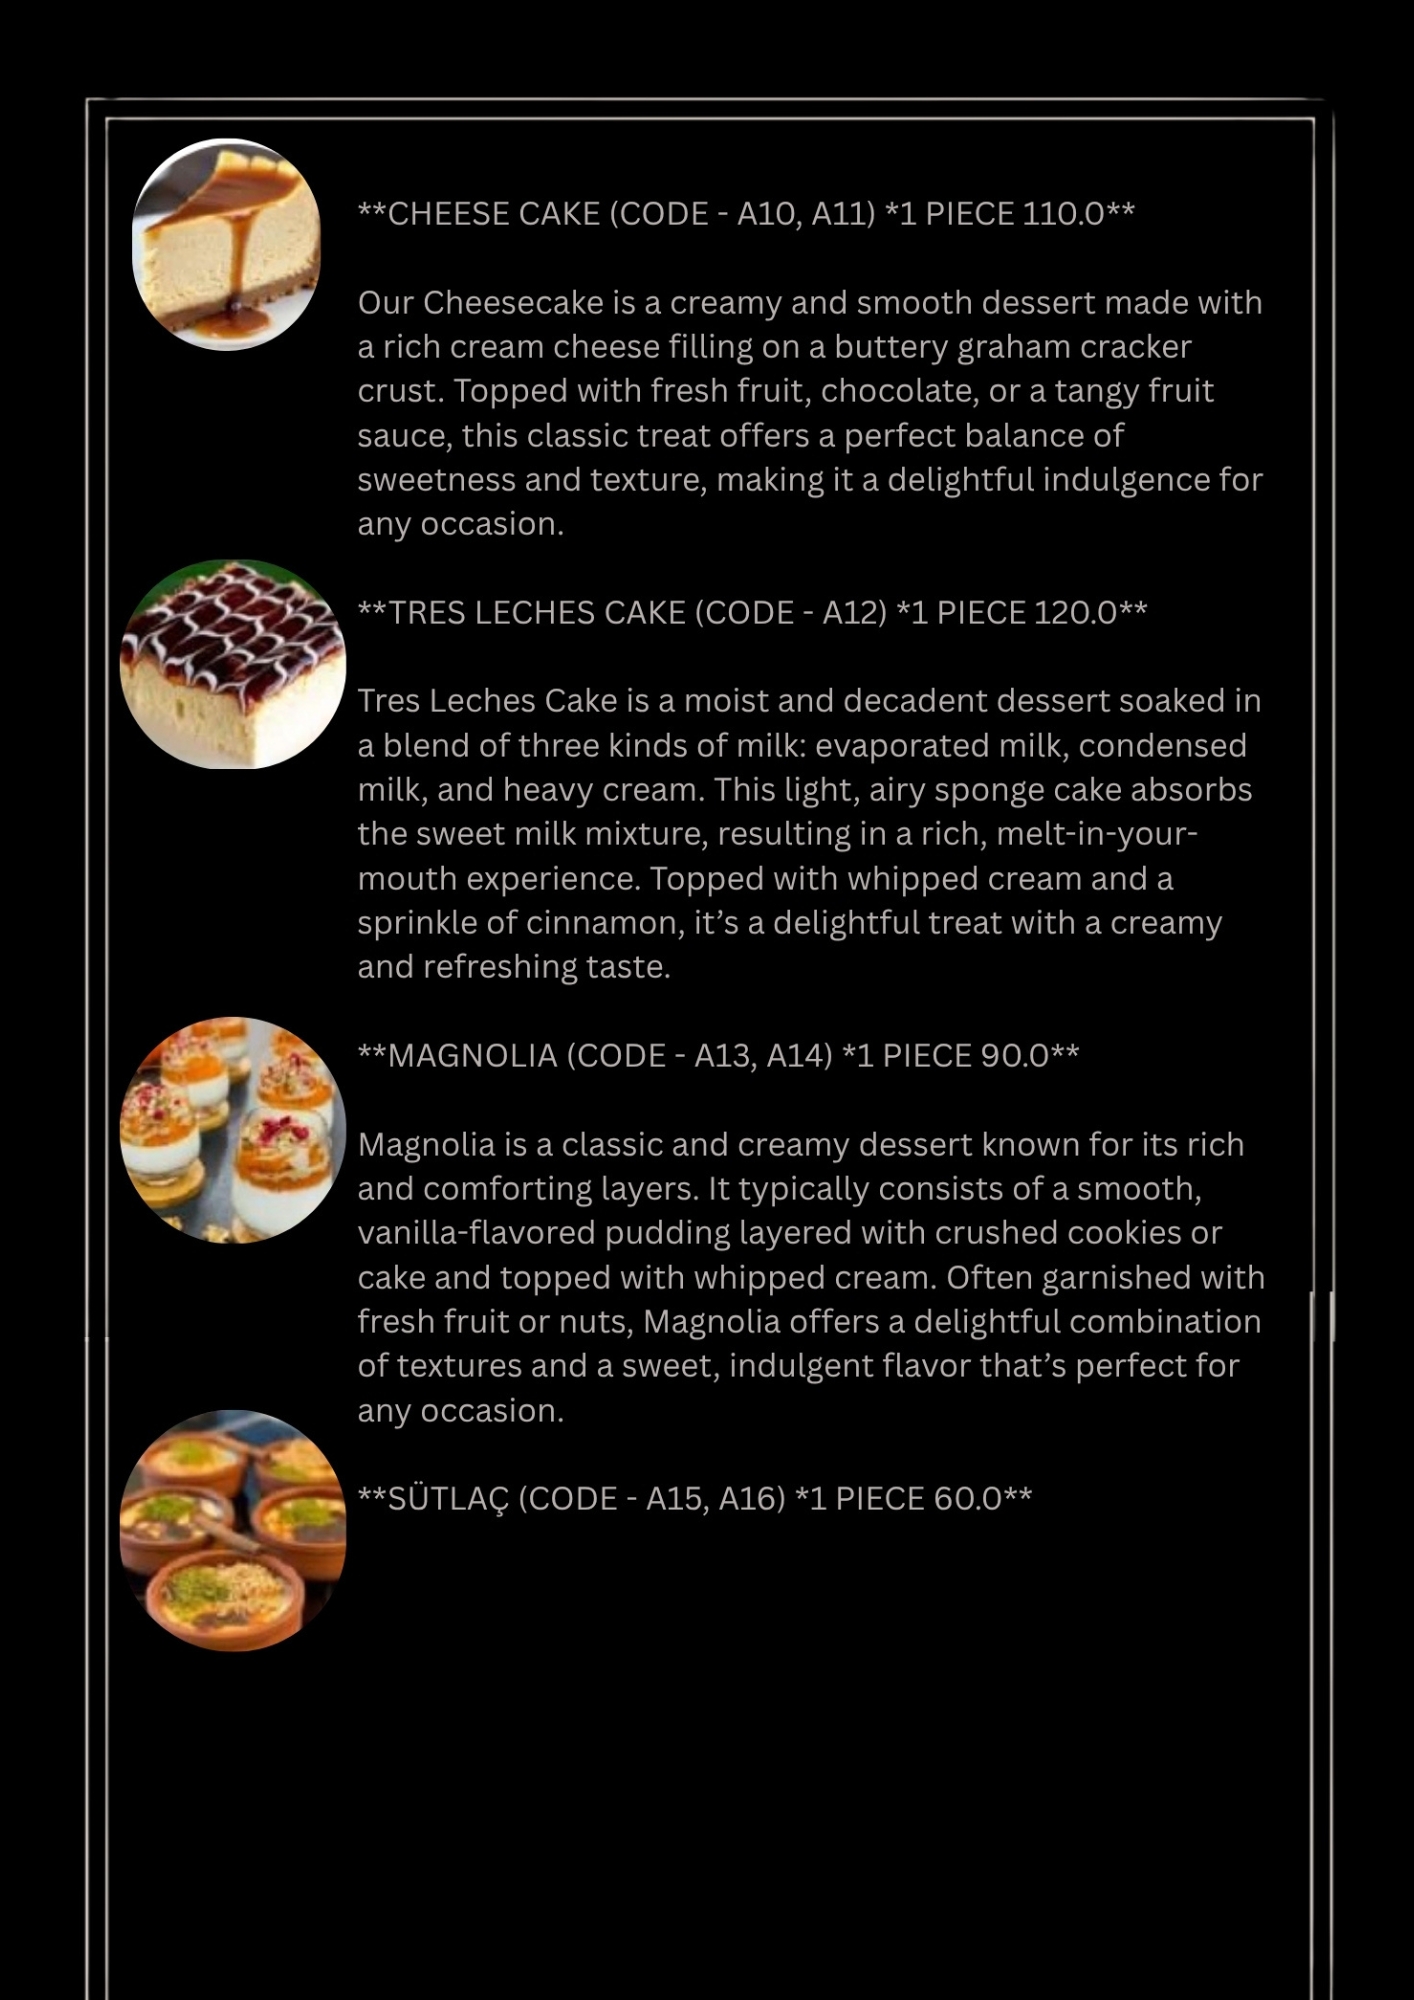 **CHEESE CAKE (CODE - A10, A11) *1 PIECE 110.0**
Our Cheesecake is a creamy and smooth dessert made with
a rich cream cheese filling on a buttery graham cracker
crust. Topped with fresh fruit, chocolate, or a tangy fruit
sauce, this classic treat offers a perfect balance of
sweetness and texture, making it a delightful indulgence for
any occasion.
**TRES LECHES CAKE (CODE - A12) *1 PIECE 120.0**
Tres Leches Cake is a moist and decadent dessert soaked in
a blend of three kinds of milk: evaporated milk, condensed
milk, and heavy cream. This light, airy sponge cake absorbs
the sweet milk mixture, resulting in a rich, melt-in-your-
mouth experience. Topped with whipped cream and a
sprinkle of cinnamon, it’s a delightful treat with a creamy
and refreshing taste.
**MAGNOLIA (CODE - A13, A14) *1 PIECE 90.0**
Magnolia is a classic and creamy dessert known for its rich
and comforting layers. It typically consists of a smooth,
vanilla-flavored pudding layered with crushed cookies or
cake and topped with whipped cream. Often garnished with
fresh fruit or nuts, Magnolia offers a delightful combination
of textures and a sweet, indulgent flavor that’s perfect for
any occasion.
**SÜTLAÇ (CODE - A15, A16) *1 PIECE 60.0**